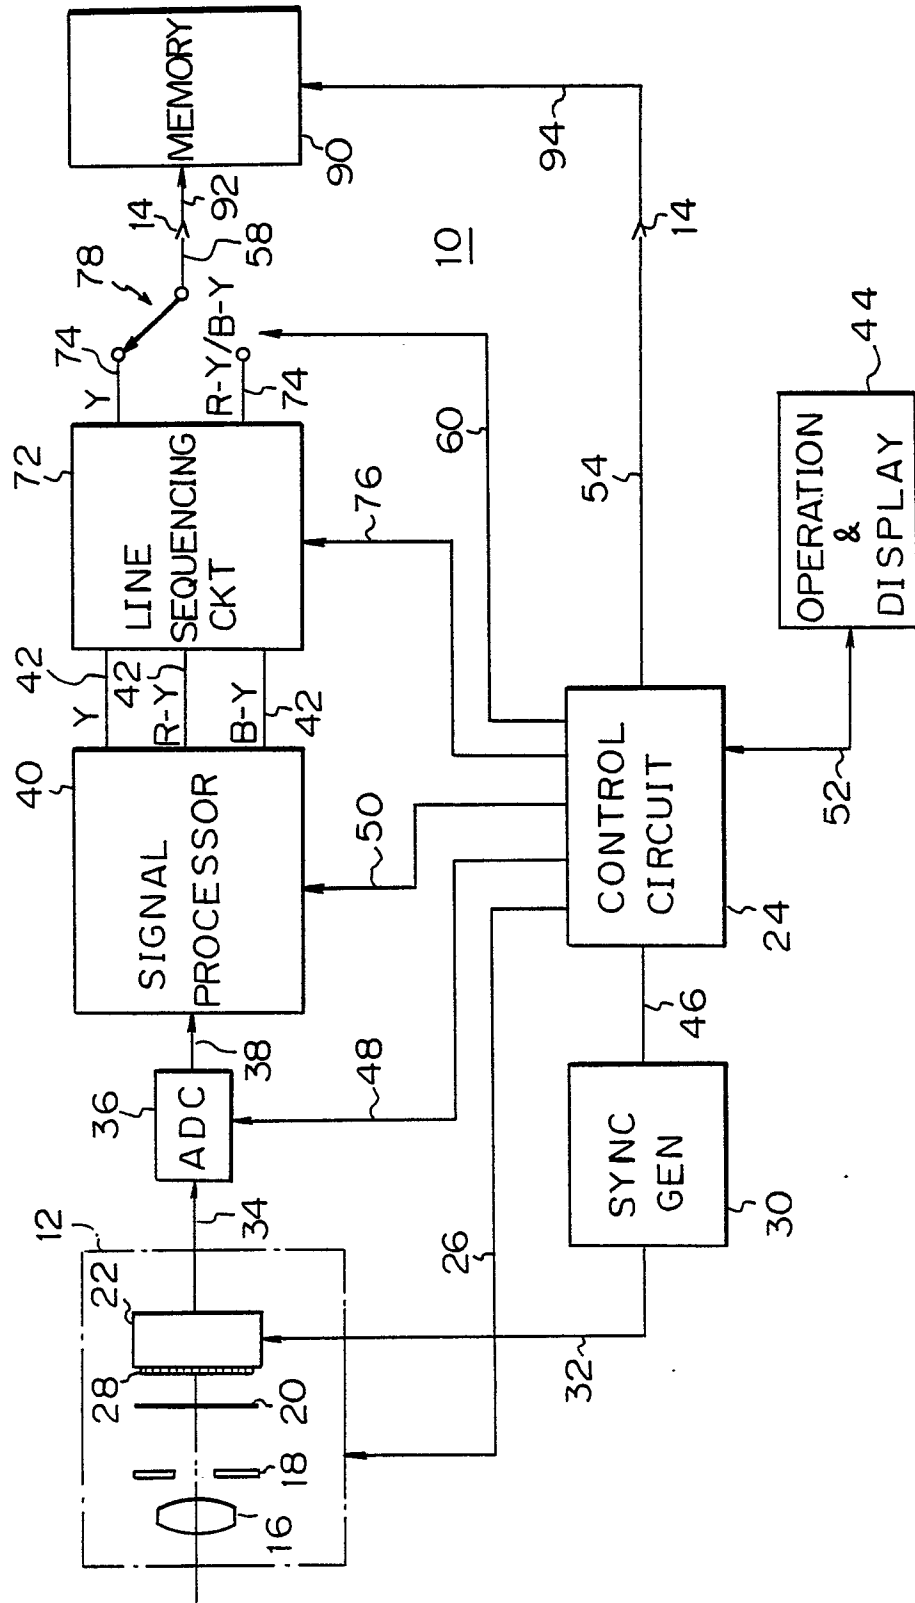 12
22
28
20
18
16
34
36
ADC
38
40
SIGNAL
PROCESSOR
42
Y
42
R-Y
B-Y
42
72
LINE
SEQUENCING
CKT
74
Y
R-Y/B-Y
74
78
14
58
92
MEMORY
90
10
94
14
54
60
76
50
48
26
32
SYNC
GEN
30
46
CONTROL
CIRCUIT
24
52
OPERATION
&
DISPLAY
44